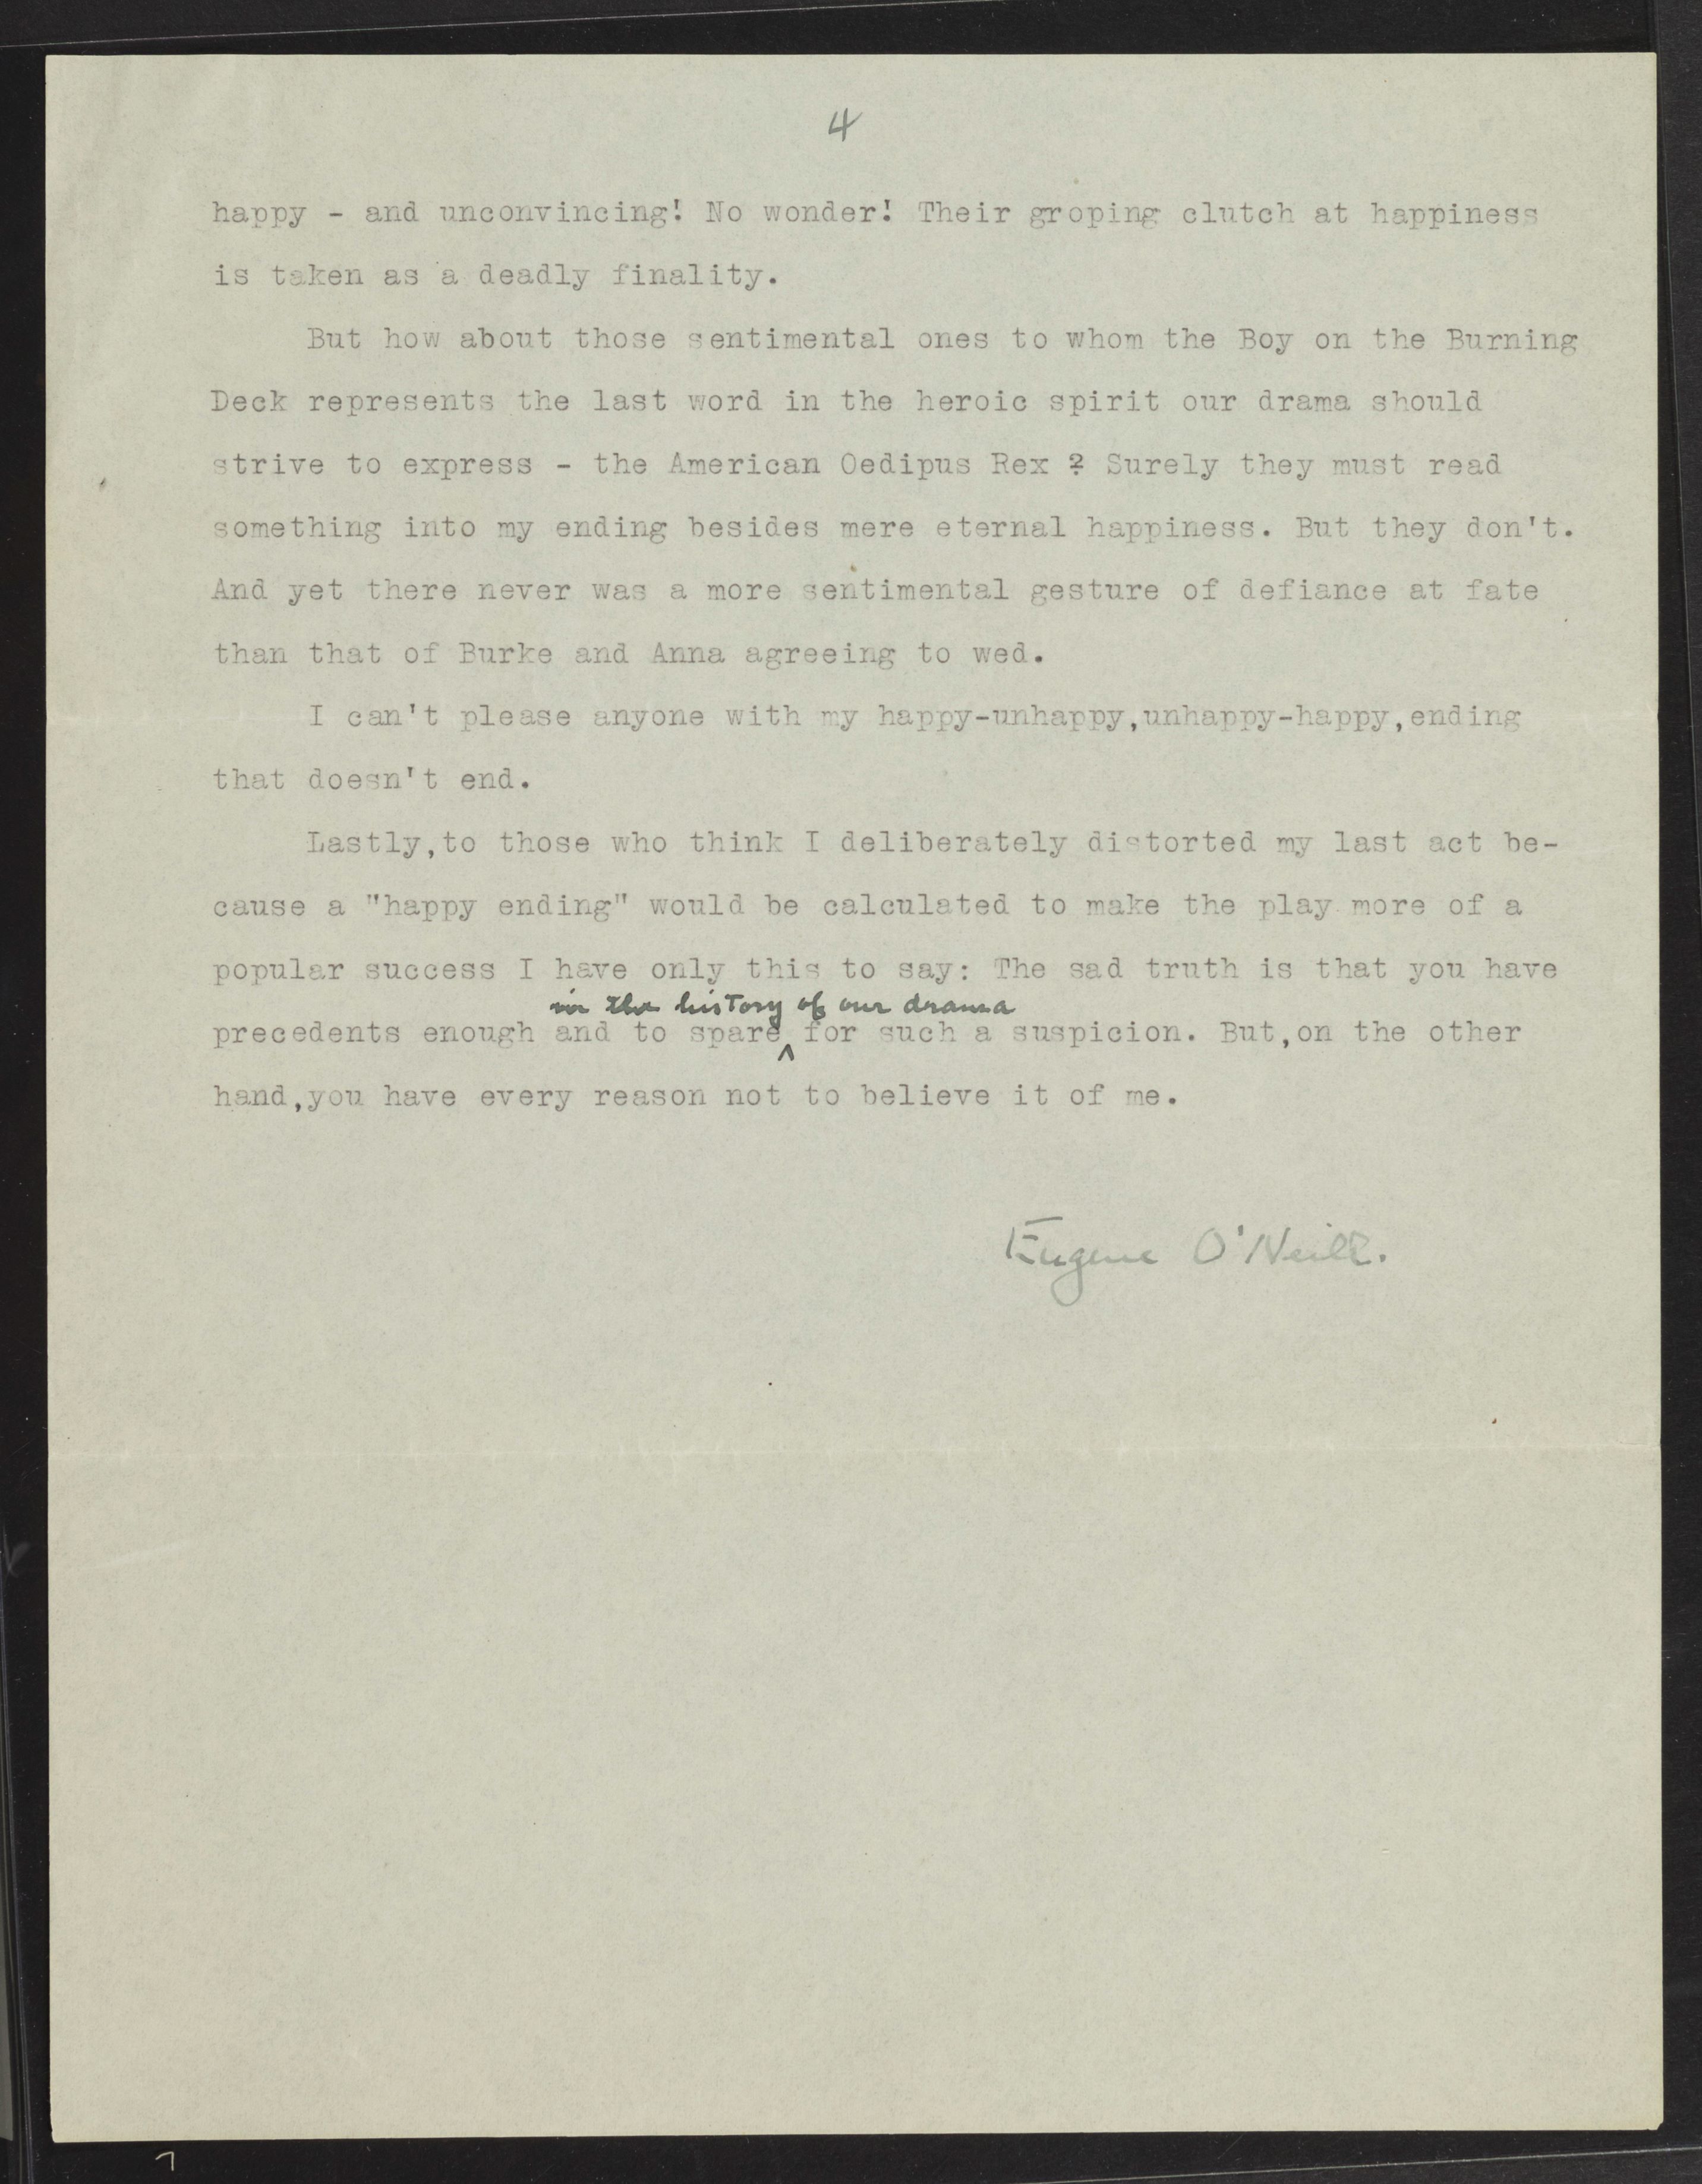 4
happy - and unconvincing! No wonder! Their groping clutch at happiness
is taken as a deadly finality.
But how about those sentimental ones to whom the Boy on the Burning
Deck represents the last word in the heroic spirit our drama should
strive to express - the American Oedipus Rex ? Surely they must read
something into my ending besides mere eternal happiness. But they don't.
And yet there never was a more sentimental gesture of defiance at fate
than that of Burke and Anna agreeing to wed.
I can't please anyone with my happy-unhappy,unhappy-happy,ending
that doesn't end.
Lastly,to those who think I deliberately distorted my last act be-
cause a "happy ending" would be calculated to make the play more of a
popular success I have only this to say: The sad truth is that you have
in the history of our drama
precedents enough and to spare ^ for such a suspicion. But,on the other
hand,you have every reason not to believe it of me.
Eugene O'Neill.